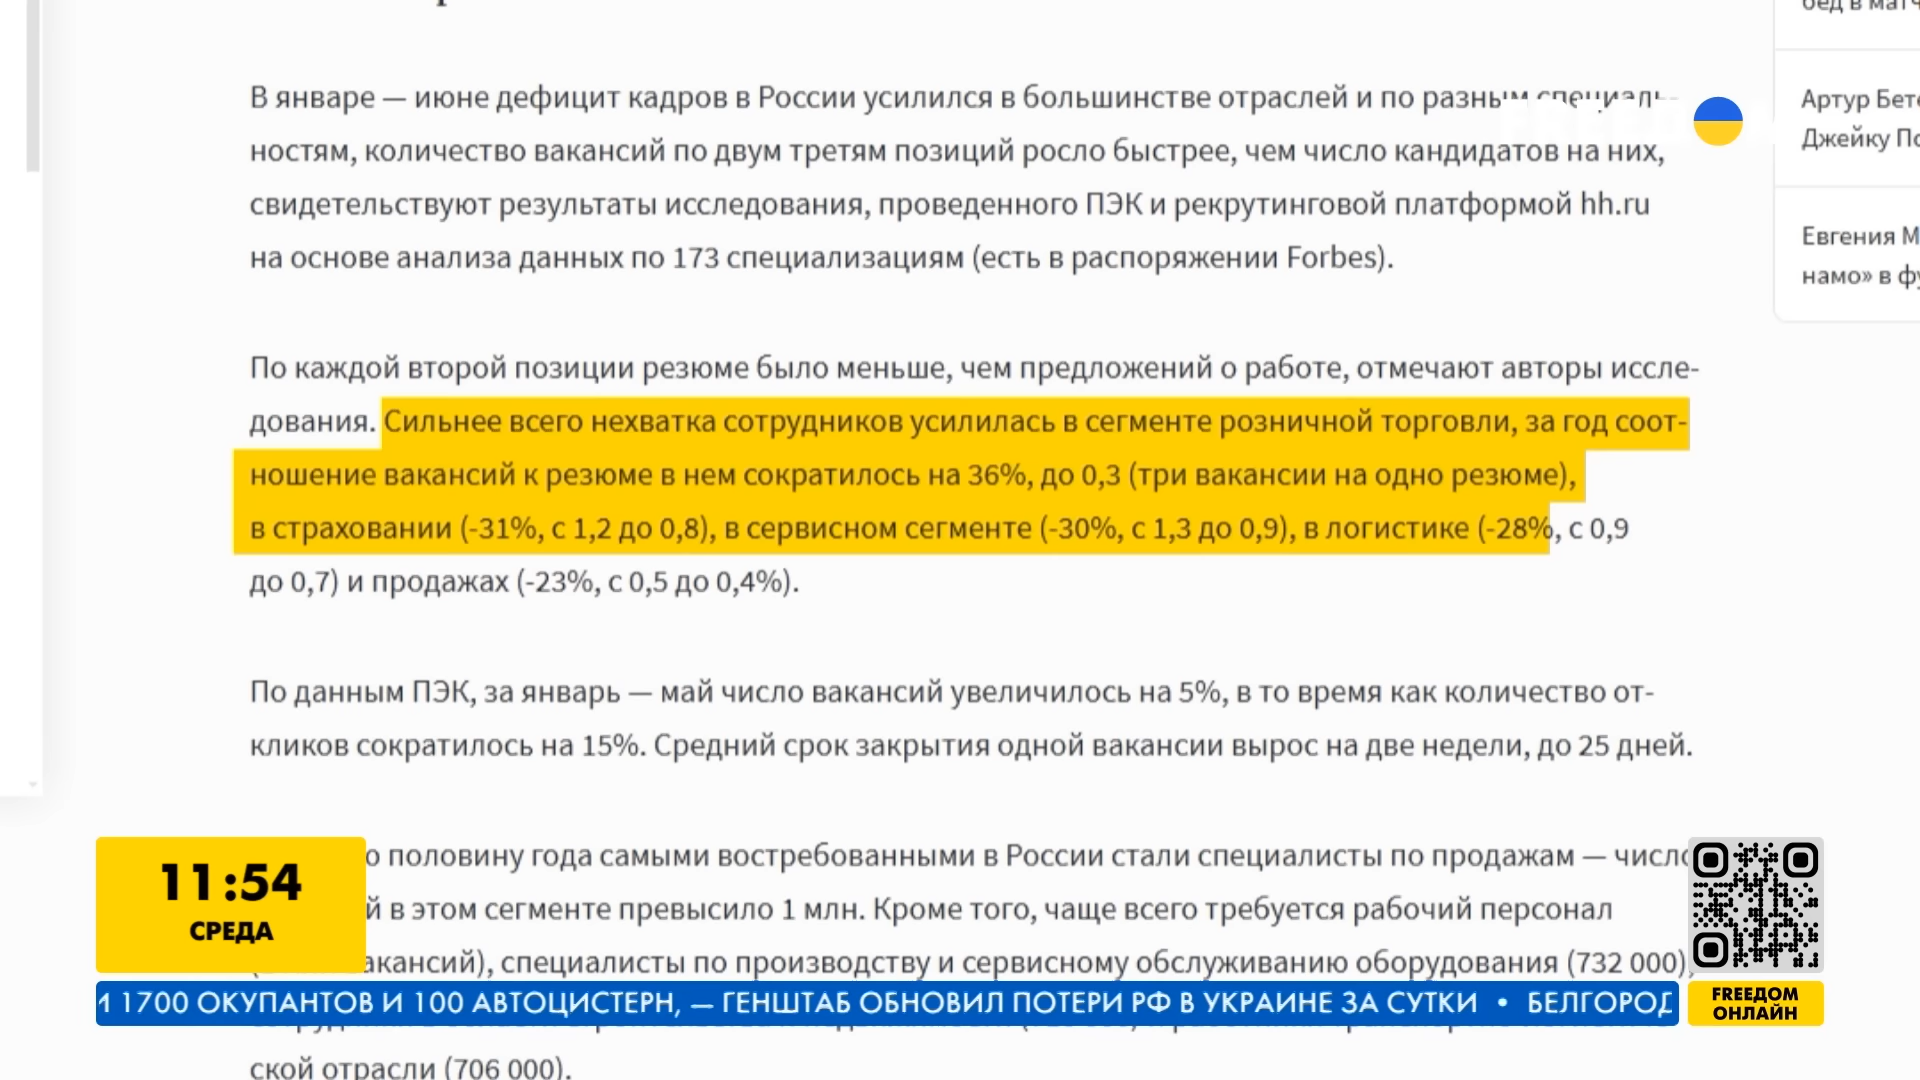 В январе — июне дефицит кадров в России усилился в большинстве отраслей и по разным специаль-
ностям, количество вакансий по двум третям позиций росло быстрее, чем число кандидатов на них,
свидетельствуют результаты исследования, проведенного ПЭК и рекрутинговой платформой hh.ru
на основе анализа данных по 173 специализациям (есть в распоряжении Forbes).
По каждой второй позиции резюме было меньше, чем предложений о работе, отмечают авторы иссле-
дования. Сильнее всего нехватка сотрудников усилилась в сегменте розничной торговли, за год соот-
ношение вакансий к резюме в нем сократилось на 36%, до 0,3 (три вакансии на одно резюме),
в страховании (-31%, с 1,2 до 0,8), в сервисном сегменте (-30%, с 1,3 до 0,9), в логистике (-28%, с 0,9
до 0,7) и продажах (-23%, с 0,5 до 0,4%).
По данным ПЭК, за январь — май число вакансий увеличилось на 5%, в то время как количество от-
кликов сократилось на 15%. Средний срок закрытия одной вакансии вырос на две недели, до 25 дней.
о половину года самыми востребованными в России стали специалисты по продажам — число
й в этом сегменте превысило 1 млн. Кроме того, чаще всего требуется рабочий персонал
акансий), специалисты по производству и сервисному обслуживанию оборудования (732 000),
ской отрасли (706 000).
бед в матч
Артур Бете
Джейку По
Евгения М
намо» в фу
11:54
СРЕДА
И 1700 ОКУПАНТОВ И 100 АВТОЦИСТЕРН, — ГЕНШТАБ ОБНОВИЛ ПОТЕРИ РФ В УКРАИНЕ ЗА СУТКИ • БЕЛГОРОД
FREEДОМ
ОНЛАЙН